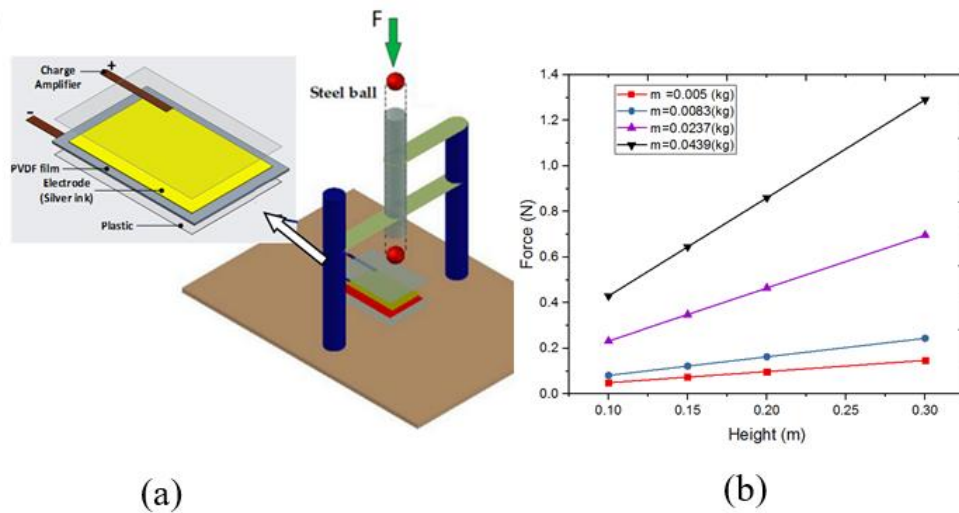 F
Steel ball
Charge
Amplifier
+
-
PVDF film
Electrode
(Silver ink)
Plastic
(a)
m =0.005 (kg)
m=0.0083(kg)
m=0.0237(kg)
m=0.0439(kg)
Force (N)
1.4
1.2
1.0
0.8
0.6
0.4
0.2
0.0
0.10
0.15
0.20
0.25
0.30
Height (m)
(b)